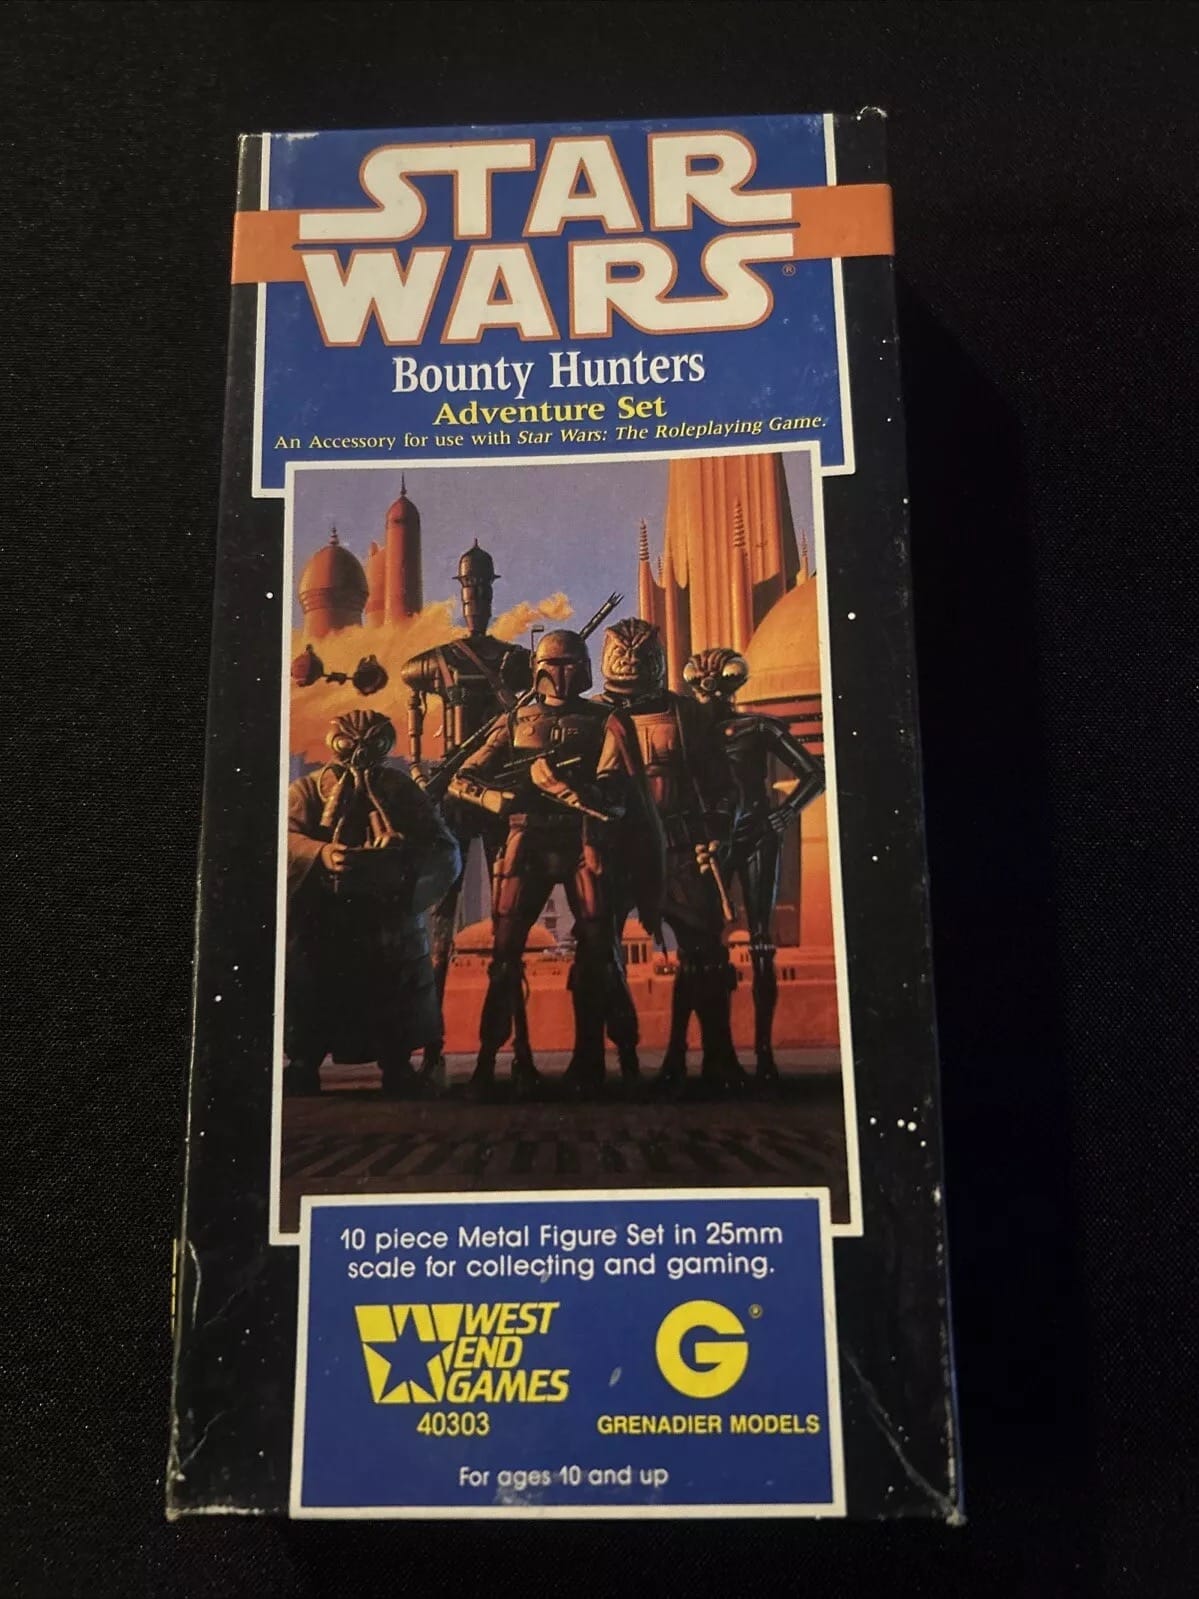 STAR
WARS®
Bounty Hunters
Adventure Set
An Accessory for use with Star Wars: The Roleplaying Game.
10 piece Metal Figure Set in 25mm
scale for collecting and gaming.
WEST
END
GAMES
40303
G®
GRENADIER MODELS
For ages 10 and up